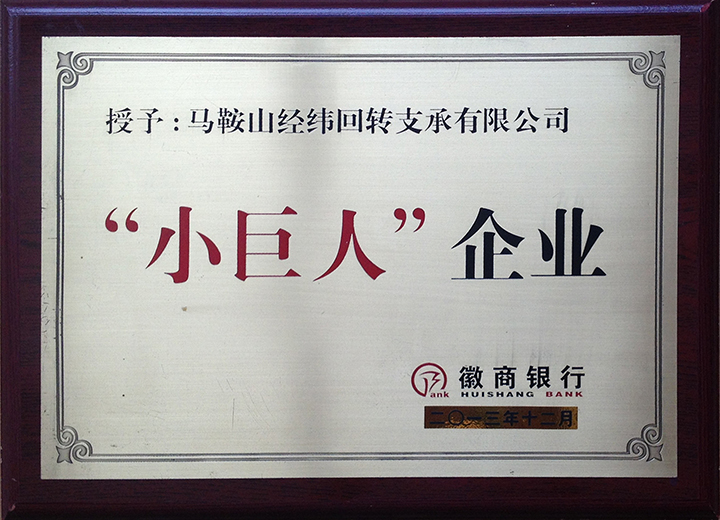 授予：马鞍山经纬回转支承有限公司
“小巨人”企业
Bank 徽商银行
HUISHANG BANK
二〇一三年十二月